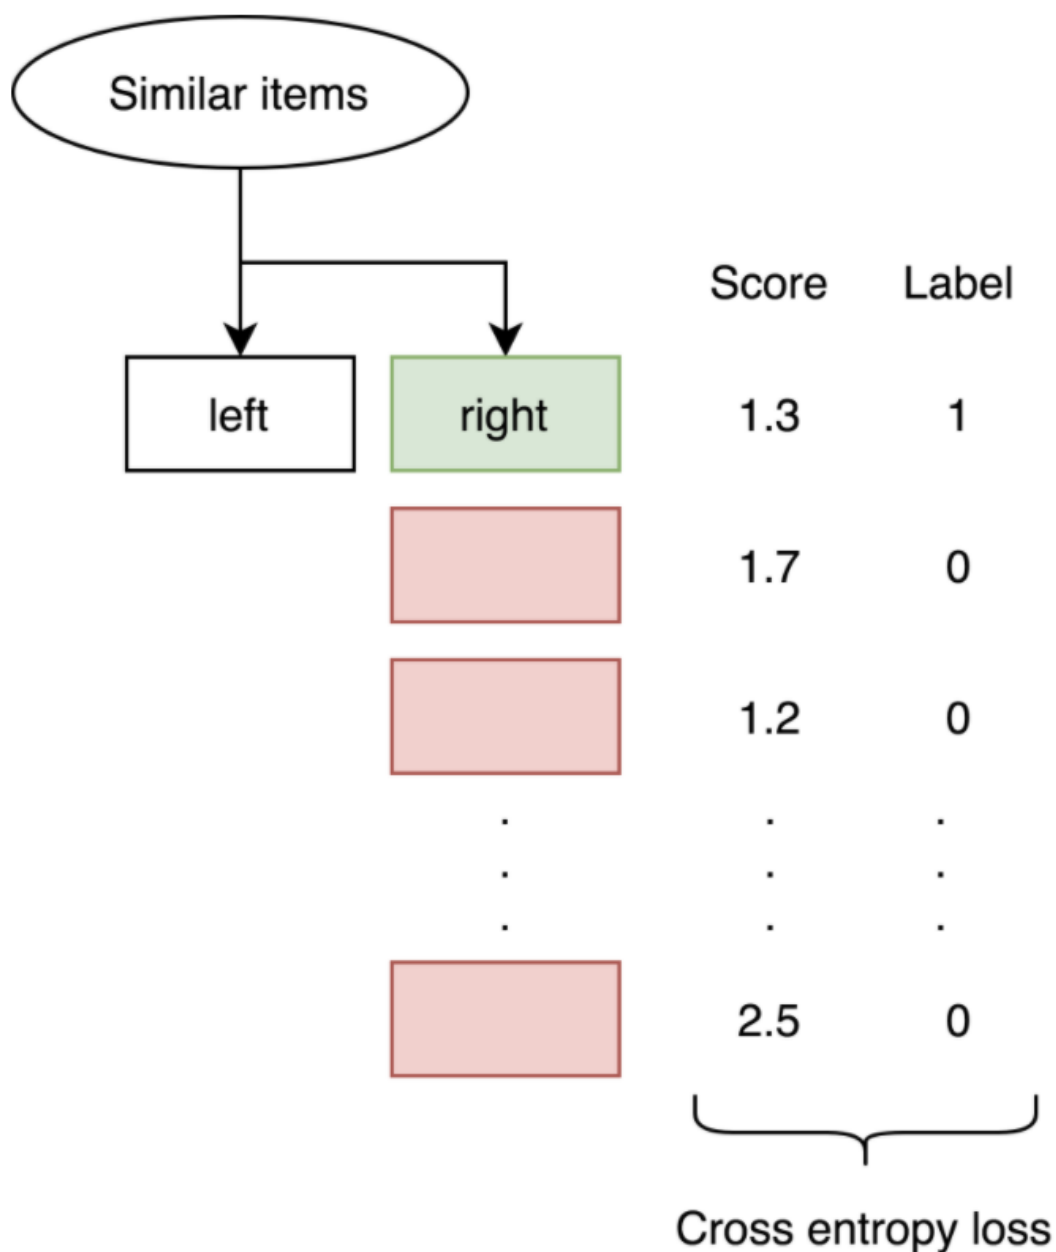 Similar items
Score Label
left right 1.3 1
1.7 0
1.2 0
. . .
. . .
. . .
2.5 0
Cross entropy loss